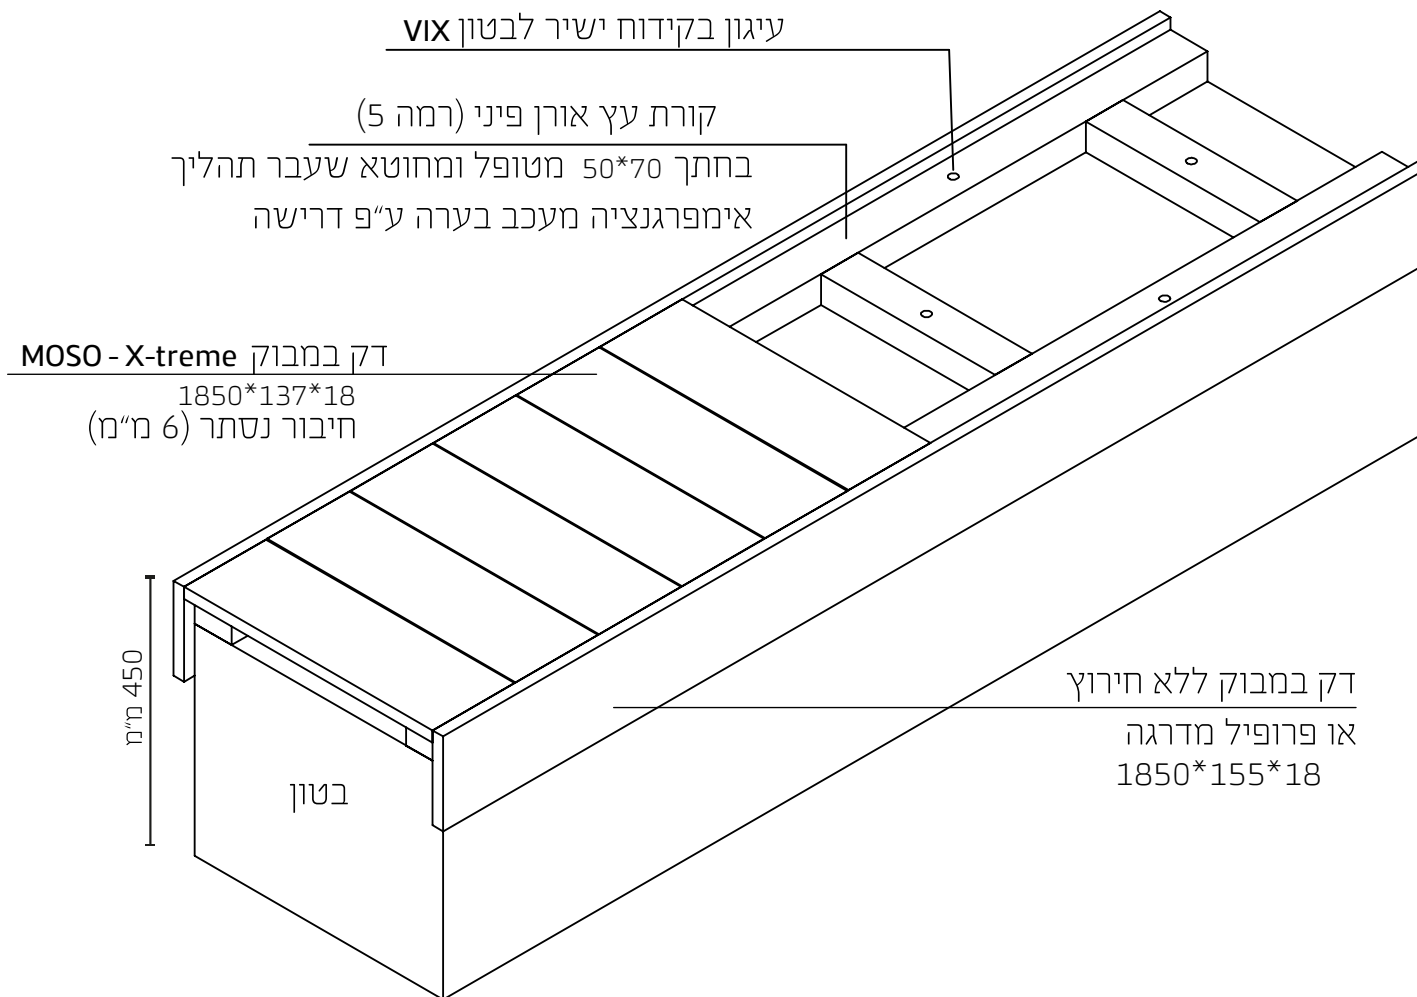 עיגון בקידוח ישיר לבטון VIX
קורת עץ אורן פיני (רמה 5)
בחתך 50*70 מטופל ומחוטא שעבר תהליך
אימפרגנציה מעכב בערה ע״פ דרישה
דק במבוק MOSO - X-treme
1850*137*18
חיבור נסתר (6 מ״מ)
450 מ״מ
בטון
דק במבוק ללא חירוץ
או פרופיל מדרגה
1850*155*18